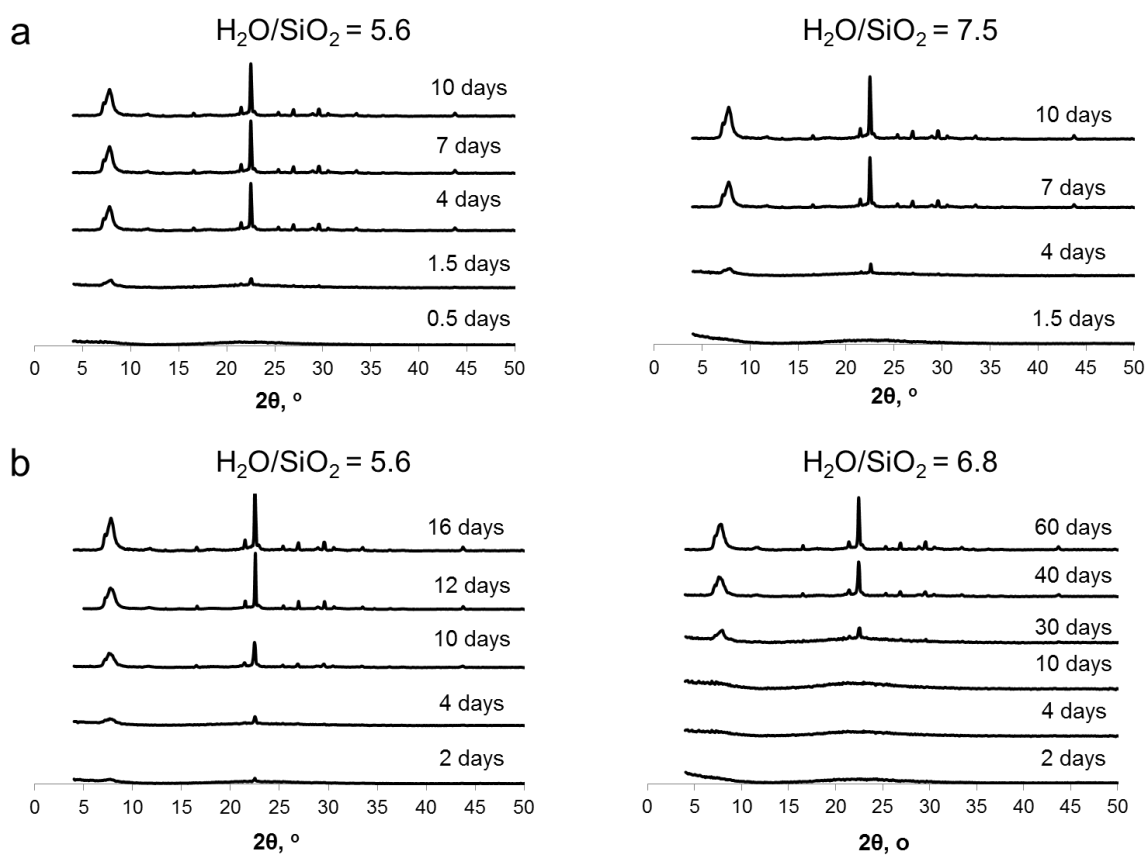 a
H₂O/SiO₂ = 5.6
10 days
7 days
4 days
1.5 days
0.5 days
0 5 10 15 20 25 30 35 40 45 50
2θ, º
H₂O/SiO₂ = 7.5
10 days
7 days
4 days
1.5 days
0 5 10 15 20 25 30 35 40 45 50
2θ, º
b
H₂O/SiO₂ = 5.6
16 days
12 days
10 days
4 days
2 days
0 5 10 15 20 25 30 35 40 45 50
2θ, º
H₂O/SiO₂ = 6.8
60 days
40 days
30 days
10 days
4 days
2 days
0 5 10 15 20 25 30 35 40 45 50
2θ, o